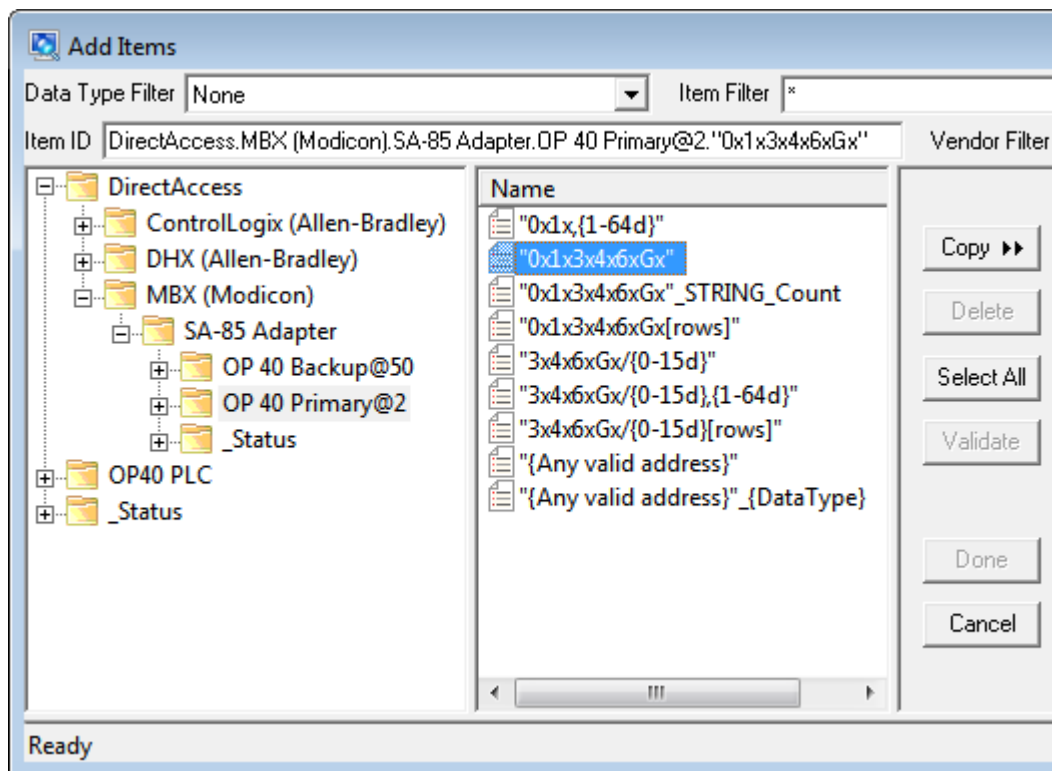 Add Items
Data Type Filter None Item Filter *
Item ID DirectAccess.MBX (Modicon).SA-85 Adapter.OP 40 Primary@2."0x1x3x4x6xGx" Vendor Filter
DirectAccess
ControlLogix (Allen-Bradley)
DHX (Allen-Bradley)
MBX (Modicon)
SA-85 Adapter
OP 40 Backup@50
OP 40 Primary@2
_Status
OP40 PLC
_Status
Name
"0x1x,{1-64d}"
"0x1x3x4x6xGx"
"0x1x3x4x6xGx"_STRING_Count
"0x1x3x4x6xGx[rows]"
"3x4x6xGx/{0-15d}"
"3x4x6xGx/{0-15d},{1-64d}"
"3x4x6xGx/{0-15d}[rows]"
"{Any valid address}"
"{Any valid address}"_{DataType}
Copy
Delete
Select All
Validate
Done
Cancel
Ready